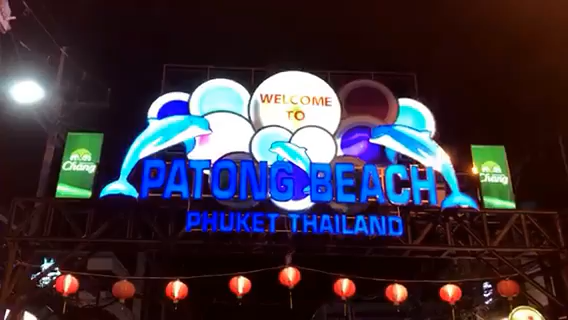 WELCOME
TO
PATONG BEACH
PHUKET THAILAND
Chang
Chang